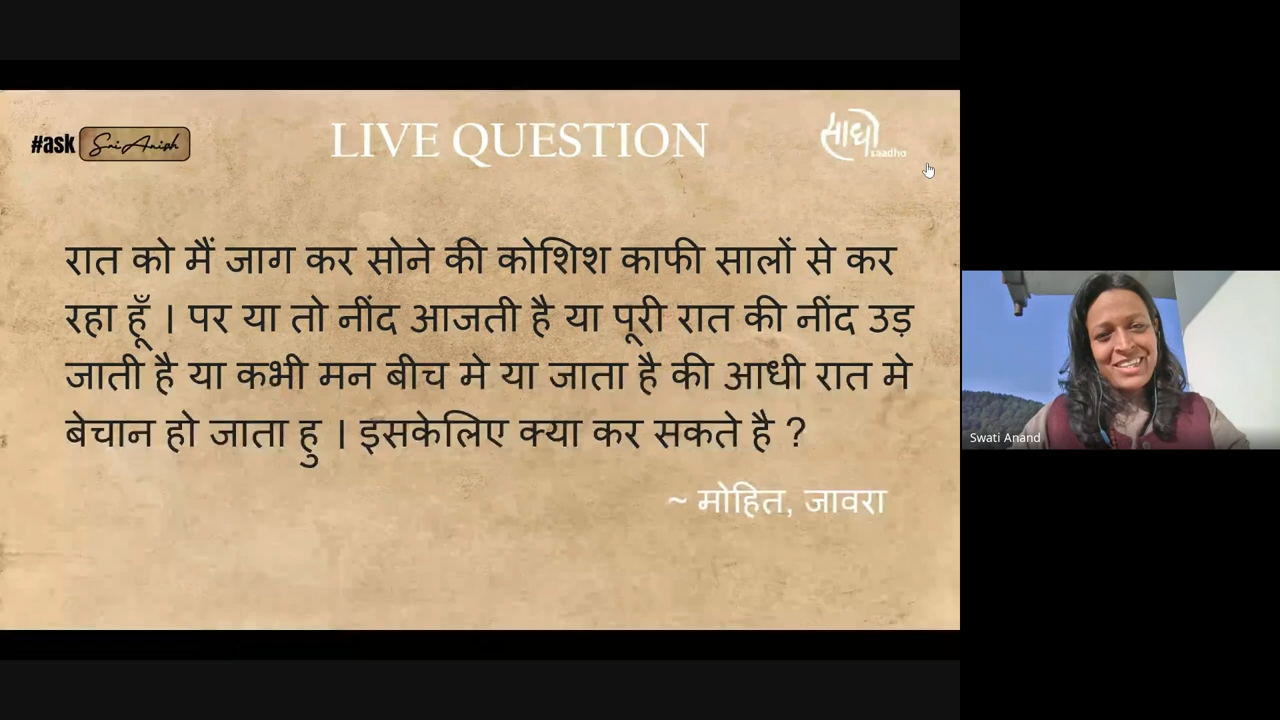 #ask Sri Anish
LIVE QUESTION
साधो
saadho
रात को मैं जाग कर सोने की कोशिश काफी सालों से कर
रहा हूँ । पर या तो नींद आजती है या पूरी रात की नींद उड़
जाती है या कभी मन बीच मे या जाता है की आधी रात मे
बेचान हो जाता हु । इसकेलिए क्या कर सकते है ?
~ मोहित, जावरा
Swati Anand